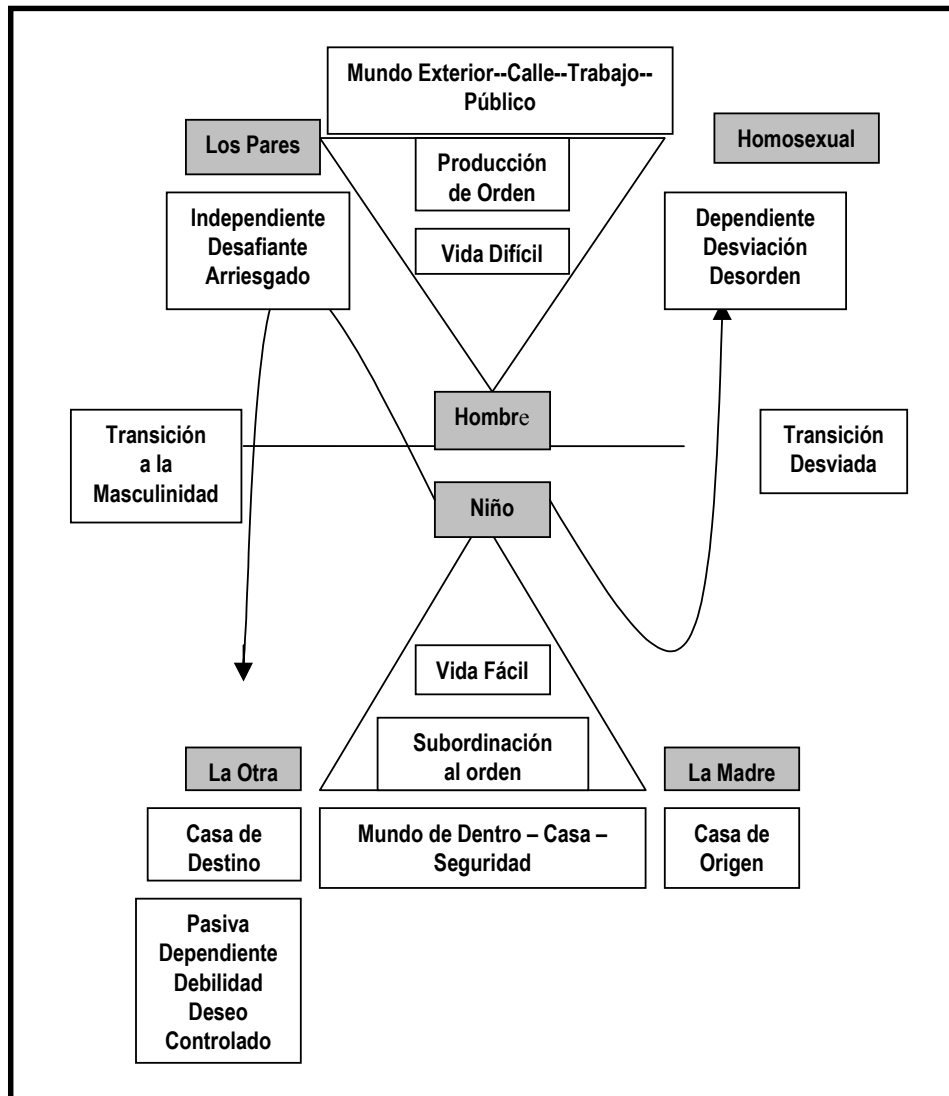 Mundo Exterior--Calle--Trabajo--
Público
Los Pares
Homosexual
Producción
de Orden
Independiente
Desafiante
Arriesgado
Dependiente
Desviación
Desorden
Vida Difícil
Hombre
Transición
a la
Masculinidad
Transición
Desviada
Niño
Vida Fácil
Subordinación
al orden
La Otra
La Madre
Casa de
Destino
Mundo de Dentro – Casa –
Seguridad
Casa de
Origen
Pasiva
Dependiente
Debilidad
Deseo
Controlado